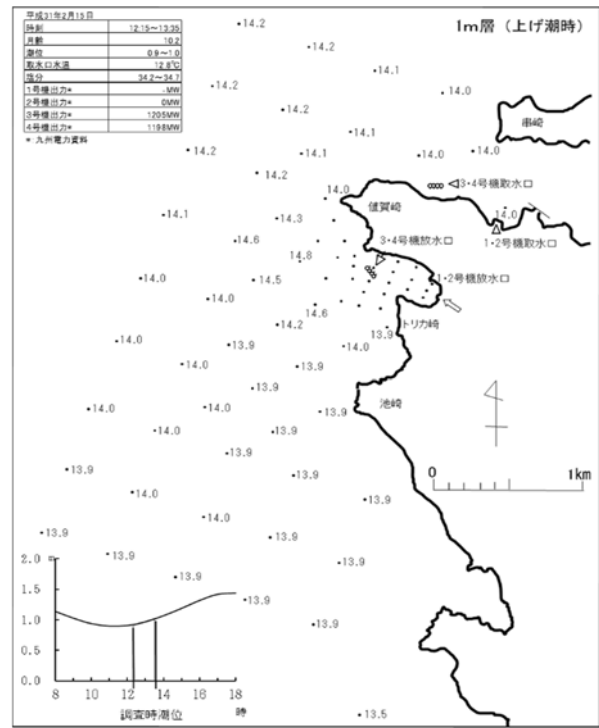 平成31年2月15日
時刻 12:15～13:35
月齢 10.2
潮位 0.9～1.0
取水口水温 12.8℃
塩分 34.2～34.7
1号機出力* -MW
2号機出力* 0MW
3号機出力* 1205MW
4号機出力* 1198MW
*:九州電力資料
1m層（上げ潮時）
14.2
14.2
14.1
14.2
14.0
14.2
14.1
串崎
14.2
14.1
14.0
14.0
14.2
3・4号機取水口
14.0
値賀崎
14.1
14.3
14.0
14.6
3・4号機放水口
1・2号機取水口
14.8
14.0
14.5
1・2号機放水口
14.0
14.6
14.2
トリカ崎
13.9
14.0
13.9
14.0
14.0
13.9
13.9
14.0
14.0
13.9
池崎
14.0
13.9
13.9
13.9
13.9
0
1km
14.0
13.9
14.0
13.9
13.9
13.9
13.9
13.9
13.9
13.9
13.5
2.0
m
1.5
1.0
0.5
0.0
8 10 12 14 16 18 時
調査時潮位